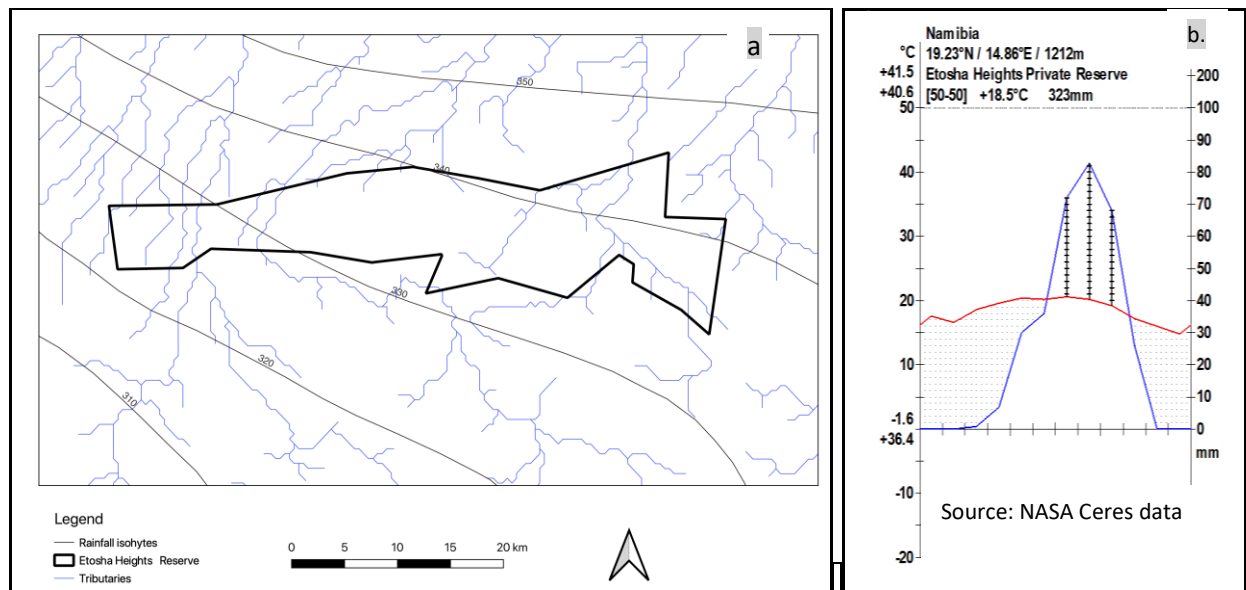 a
350
340
330
320
310
Legend
Rainfall isohytes
Etosha Heights Reserve
Tributaries
0 5 10 15 20 km
b.
Namibia
°C 19.23°N / 14.86°E / 1212m
+41.5 Etosha Heights Private Reserve 200
+40.6 [50-50] +18.5°C 323mm
50 100
90
40 80
70
30 60
50
20 40
30
10 20
10
-1.6 0
+36.4
mm
-10
Source: NASA Ceres data
-20